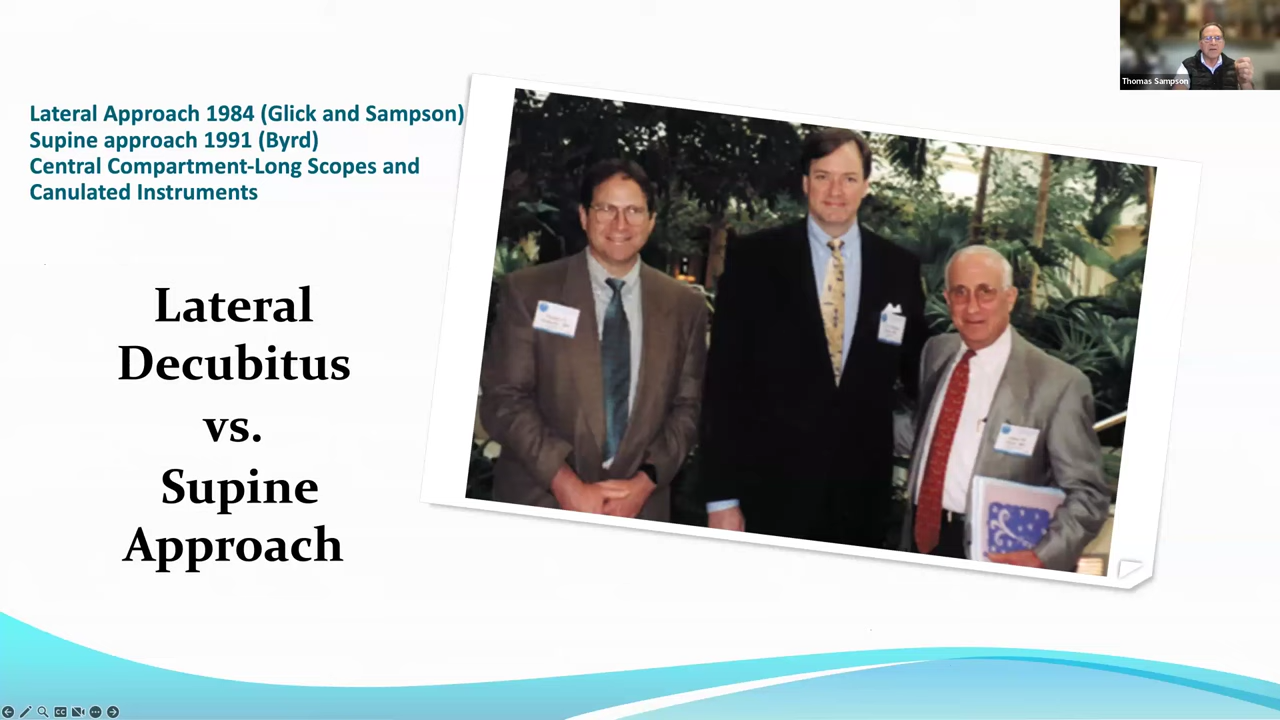 Thomas Sampson
Lateral Approach 1984 (Glick and Sampson)
Supine approach 1991 (Byrd)
Central Compartment-Long Scopes and
Canulated Instruments
Lateral
Decubitus
vs.
Supine
Approach
CC